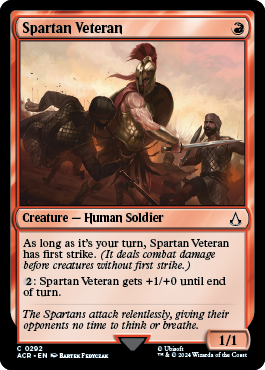 Spartan Veteran
Creature — Human Soldier
As long as it's your turn, Spartan Veteran
has first strike. (It deals combat damage
before creatures without first strike.)
2: Spartan Veteran gets +1/+0 until end
of turn.
The Spartans attack relentlessly, giving their
opponents no time to think or breathe.
1/1
C 0292
ACR • EN Bartek Fedyczak
© Ubisoft
™ & © 2024 Wizards of the Coast